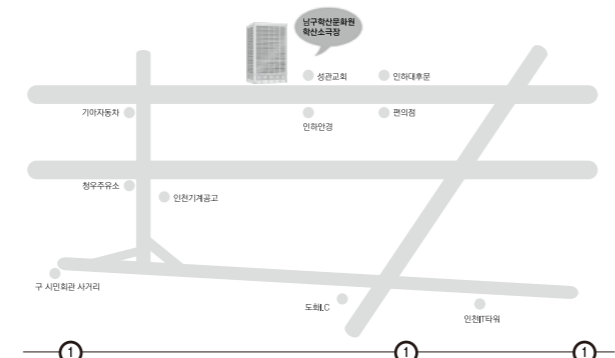 남구학산문화원
학산소극장
성관교회
인하대후문
기아자동차
인하안경
편의점
청우주유소
인천기계공고
구 시민회관 사거리
도화LC
인천IT타워
1
1
1